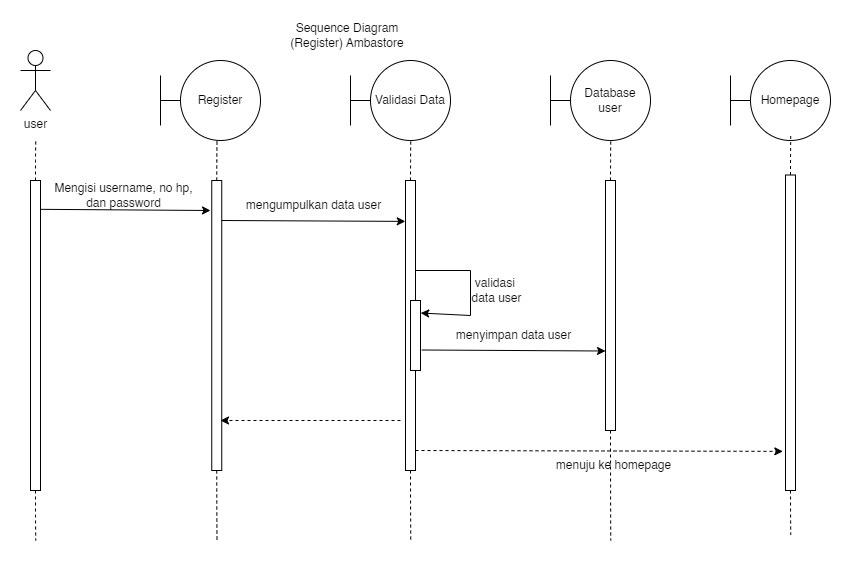 Sequence Diagram
(Register) Ambastore
user
Register
Validasi Data
Database
user
Homepage
Mengisi username, no hp,
dan password
mengumpulkan data user
validasi
data user
menyimpan data user
menuju ke homepage